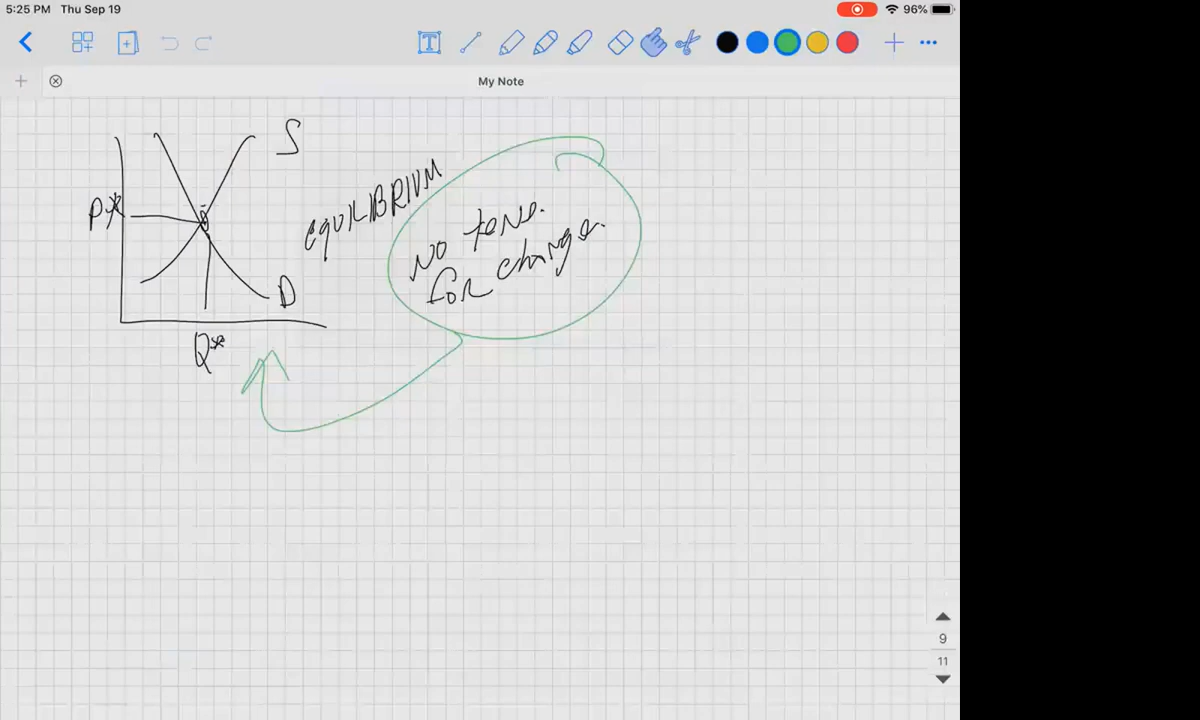 5:25 PM Thu Sep 19
96%
T
My Note
S
P*
EQUILIBRIUM
NO tend.
for change.
D
Q*
9
11